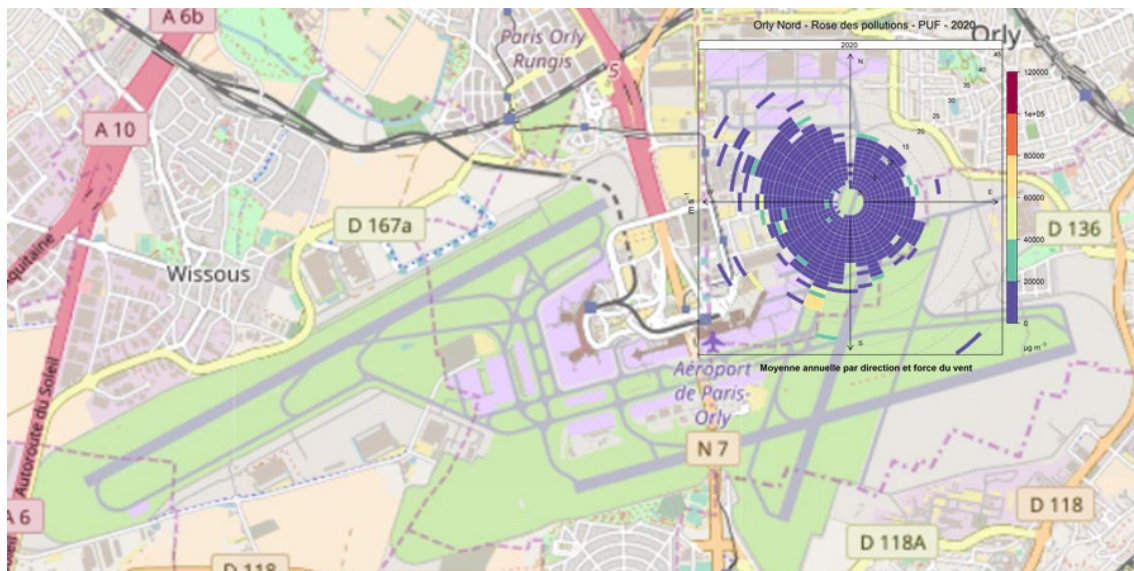 A 6b
Paris Orly
Rungis
Orly Nord - Rose des pollutions - PUF - 2020
Orly
2020
N
45
40
35
30
25
20
15
120000
1e+05
80000
60000
40000
20000
0
µg m⁻³
A 10
5
D 167a
E
m s⁻¹
D 136
Wissous
S
Moyenne annuelle par direction et force du vent
Aéroport
de Paris-
Orly
Autoroute du Soleil
N 7
A 6
D 118
D 118A
D 118